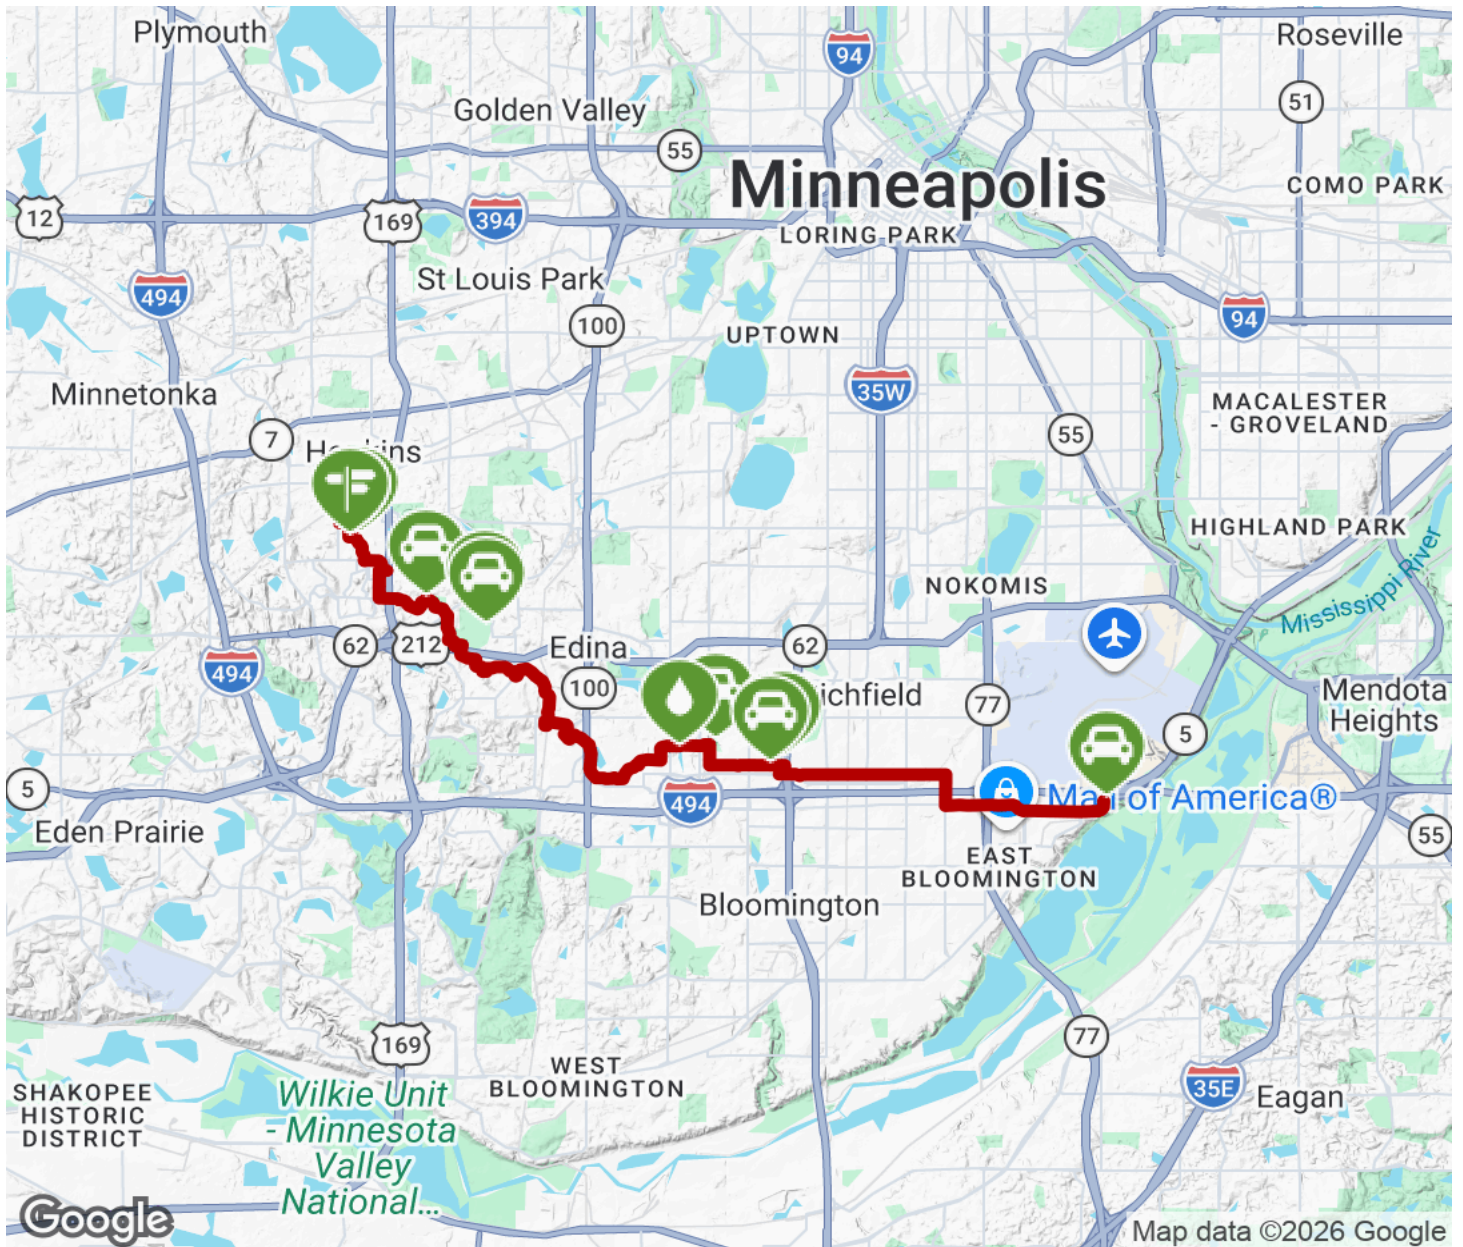 Plymouth
Roseville
94
Golden Valley
51
55
Minneapolis
COMO PARK
12
169
394
LORING PARK
St Louis Park
494
94
100
UPTOWN
Minnetonka
35W
MACALESTER
- GROVELAND
7
55
HIGHLAND PARK
Mississippi River
NOKOMIS
62
212
Edina
62
494
100
ichfield
77
Mendota
Heights
5
5
494
of America®
Eden Prairie
55
EAST
BLOOMINGTON
Bloomington
169
77
WEST
BLOOMINGTON
35E
Eagan
SHAKOPEE
HISTORIC
DISTRICT
Wilkie Unit
- Minnesota
Valley
National...
Google
Map data ©2026 Google